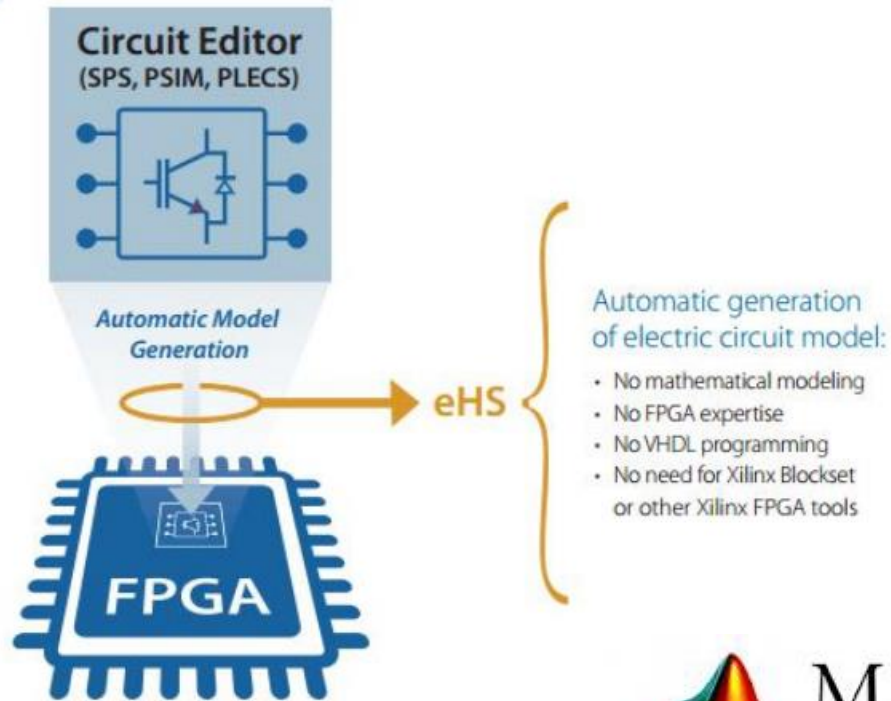 Circuit Editor
(SPS, PSIM, PLECS)
Automatic Model
Generation
eHS
FPGA
Automatic generation
of electric circuit model:
• No mathematical modeling
• No FPGA expertise
• No VHDL programming
• No need for Xilinx Blockset
or other Xilinx FPGA tools
M